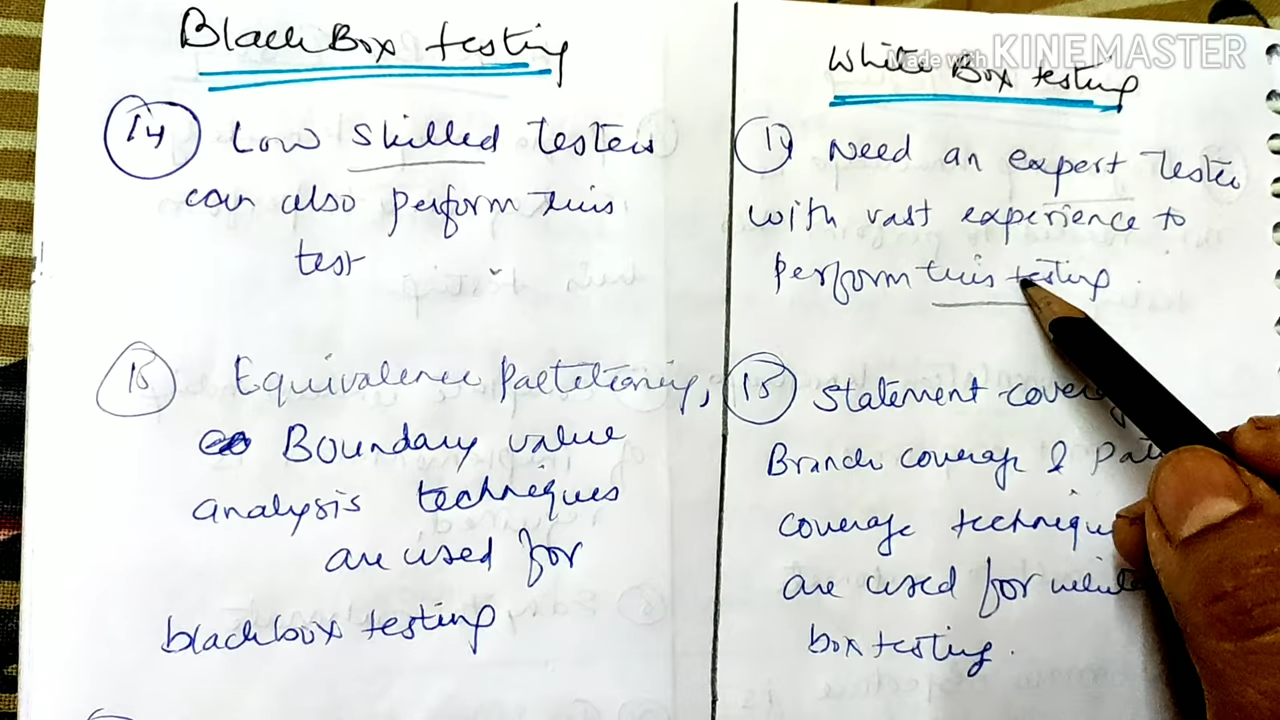 BlackBox testing
14 Low skilled testers
can also perform this
test
15 Equivalence Partitioning,
Boundary value
analysis techniques
are used for
blackbox testing
Made with KINEMASTER
White Box testing
14 Need an expert Tester
with vast experience to
perform this testing.
15 Statement
Branch coverage &
coverage
are used for
box testing.